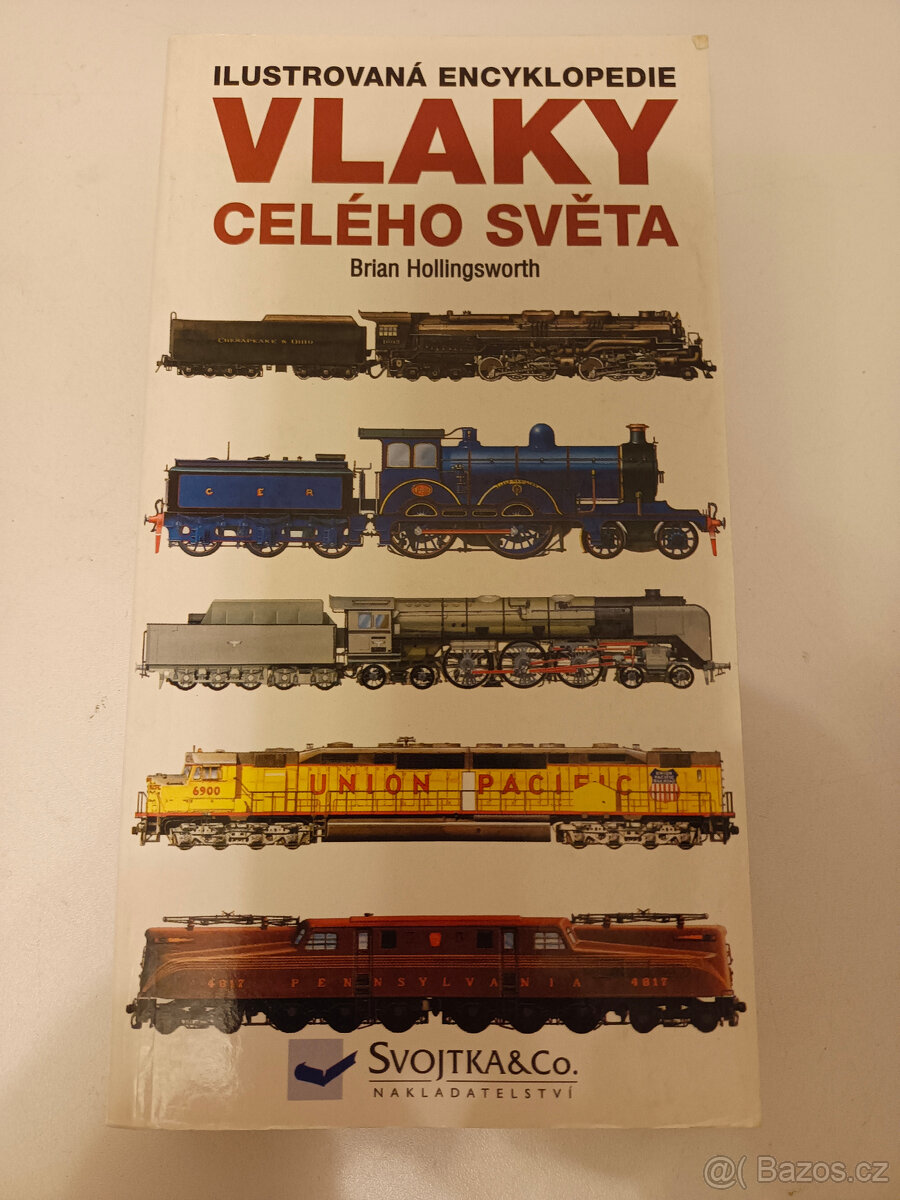 ILUSTROVANÁ ENCYKLOPEDIE
VLAKY
CELÉHO SVĚTA
Brian Hollingsworth
CHESAPEAKE & OHIO
G E R
6900 UNION PACIFIC
4817 PENNSYLVANIA 4817
SVOJTKA&CO.
NAKLADATELSTVÍ
@( Bazos.cz